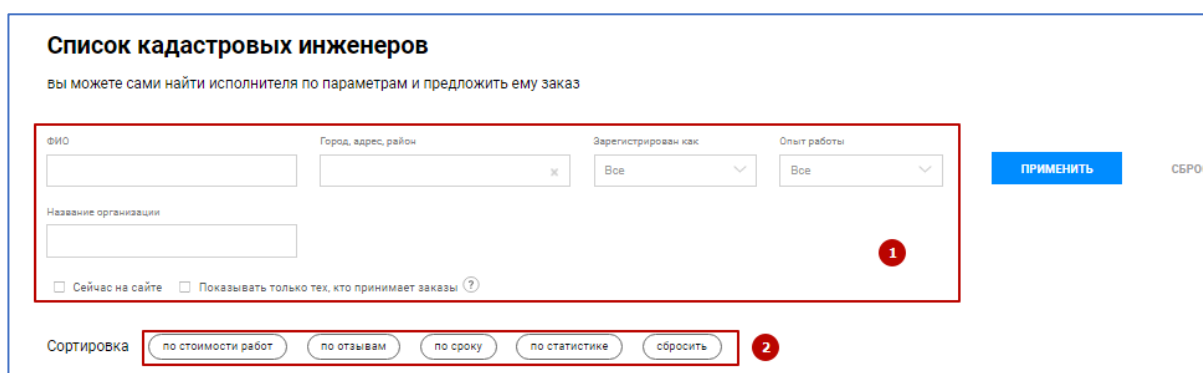 Список кадастровых инженеров
вы можете сами найти исполнителя по параметрам и предложить ему заказ
ФИО Город, адрес, район Зарегистрирован как Опыт работы
Все Все ПРИМЕНИТЬ СБРО
Название организации
1
Сейчас на сайте Показывать только тех, кто принимает заказы ?
Сортировка по стоимости работ по отзывам по сроку по статистике сбросить 2